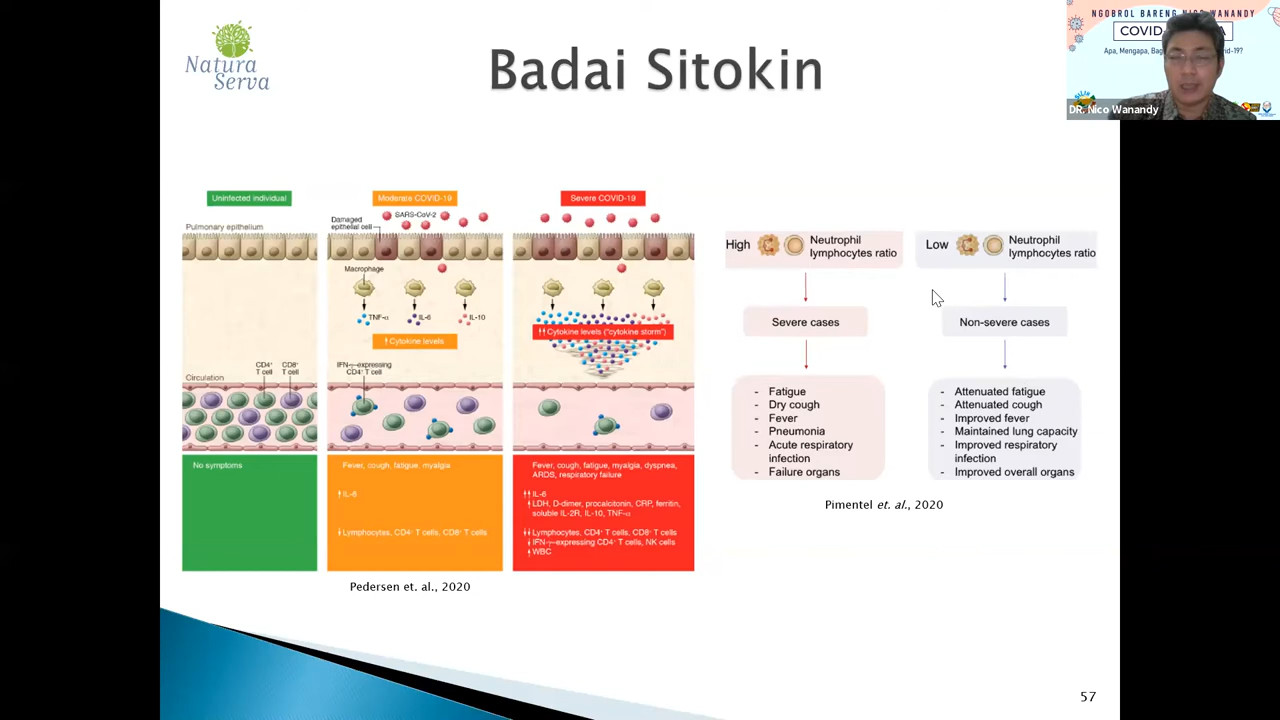 Natura
Serva
Badai Sitokin
NGOBROL BARENG NICO WANANDY
COVID
Apa, Mengapa,
DR. Nico Wanandy
Uninfected individual
Pulmonary epithelium
CD4+
T cell
CD8+
T cell
Circulation
No symptoms
Moderate COVID-19
SARS-CoV-2
Damaged
epithelial cell
Macrophage
TNF-α
IL-6
IL-10
↑ Cytokine levels
IFN-γ-expressing
CD4+ T cell
Fever, cough, fatigue, myalgia
↑ IL-6
↓ Lymphocytes, CD4+ T cells, CD8+ T cells
Severe COVID-19
↑↑ Cytokine levels ("cytokine storm")
Fever, cough, fatigue, myalgia, dyspnea,
ARDS, respiratory failure
↑↑ IL-6
↑ LDH, D-dimer, procalcitonin, CRP, ferritin,
soluble IL-2R, IL-10, TNF-α
↓↓ Lymphocytes, CD4+ T cells, CD8+ T cells
↓ IFN-γ-expressing CD4+ T cells, NK cells
↑ WBC
Pedersen et. al., 2020
High
Neutrophil
lymphocytes ratio
Severe cases
- Fatigue
- Dry cough
- Fever
- Pneumonia
- Acute respiratory
infection
- Failure organs
Low
Neutrophil
lymphocytes ratio
Non-severe cases
- Attenuated fatigue
- Attenuated cough
- Improved fever
- Maintained lung capacity
- Improved respiratory
infection
- Improved overall organs
Pimentel et. al., 2020
57